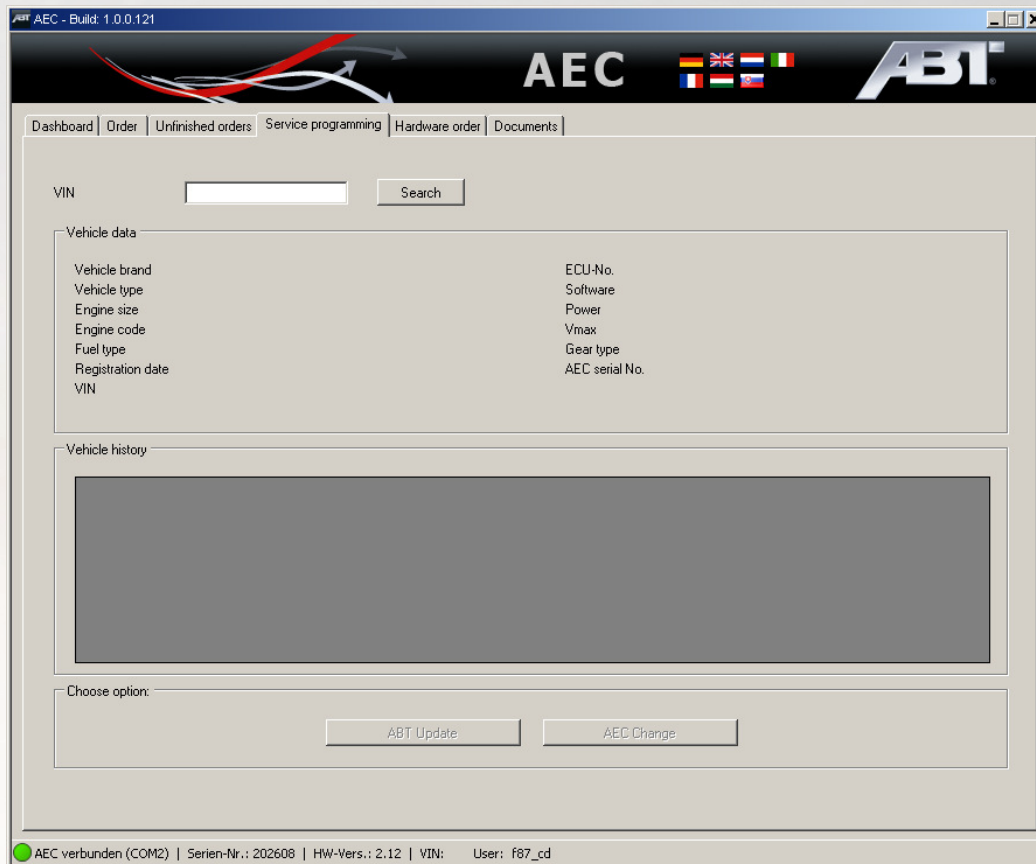 ABT AEC - Build: 1.0.0.121
AEC ABT
Dashboard Order Unfinished orders Service programming Hardware order Documents
VIN Search
Vehicle data
Vehicle brand ECU-No.
Vehicle type Software
Engine size Power
Engine code Vmax
Fuel type Gear type
Registration date AEC serial No.
VIN
Vehicle history
Choose option:
ABT Update AEC Change
AEC verbunden (COM2) | Serien-Nr.: 202608 | HW-Vers.: 2.12 | VIN: User: f87_cd